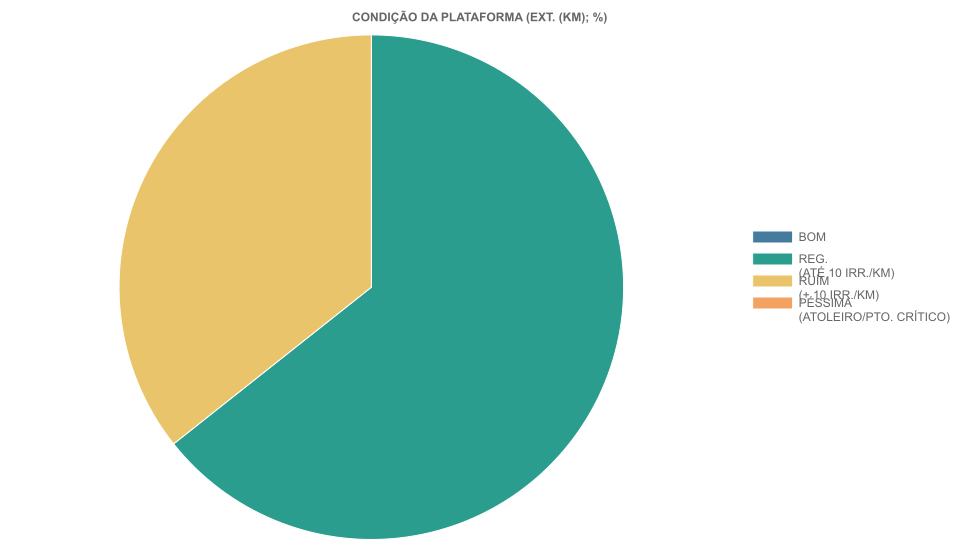 CONDIÇÃO DA PLATAFORMA (EXT. (KM); %)
BOM
REG.
(ATÉ 10 IRR./KM)
RUIM
(+ 10 IRR./KM)
PÉSSIMA
(ATOLEIRO/PTO. CRÍTICO)